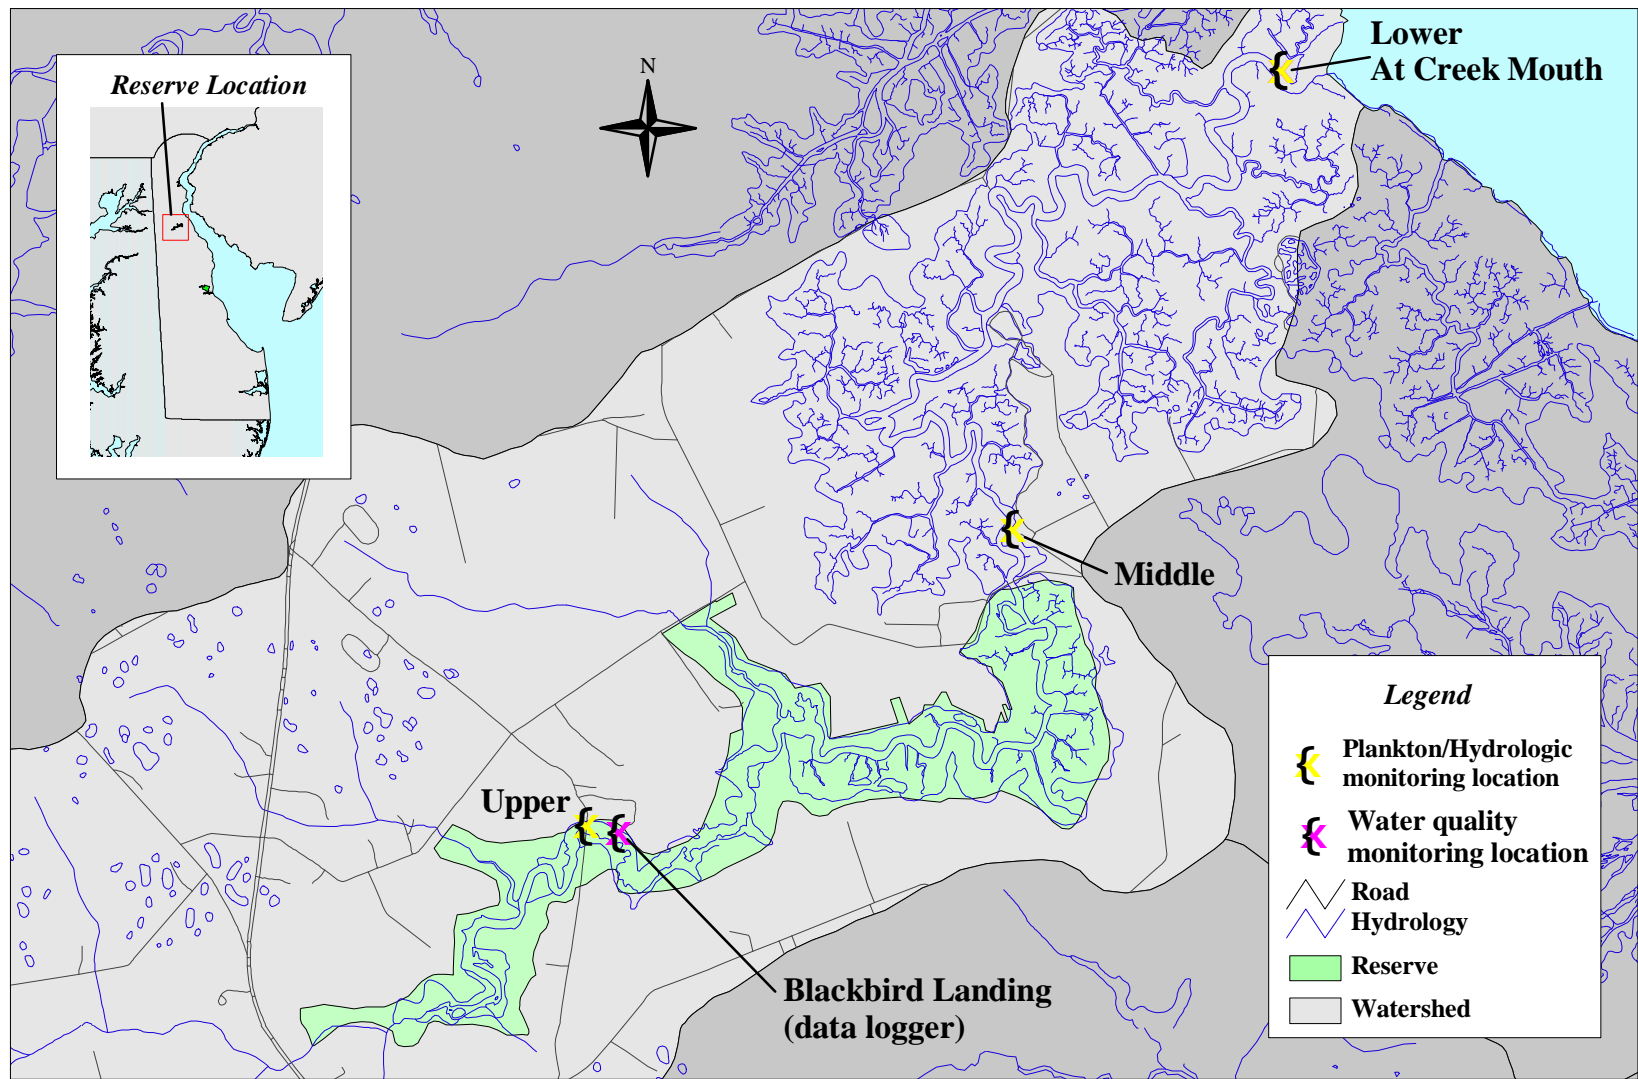 Reserve Location
N
Lower
At Creek Mouth
Middle
Upper
Blackbird Landing
(data logger)
Legend
Plankton/Hydrologic
monitoring location
Water quality
monitoring location
Road
Hydrology
Reserve
Watershed